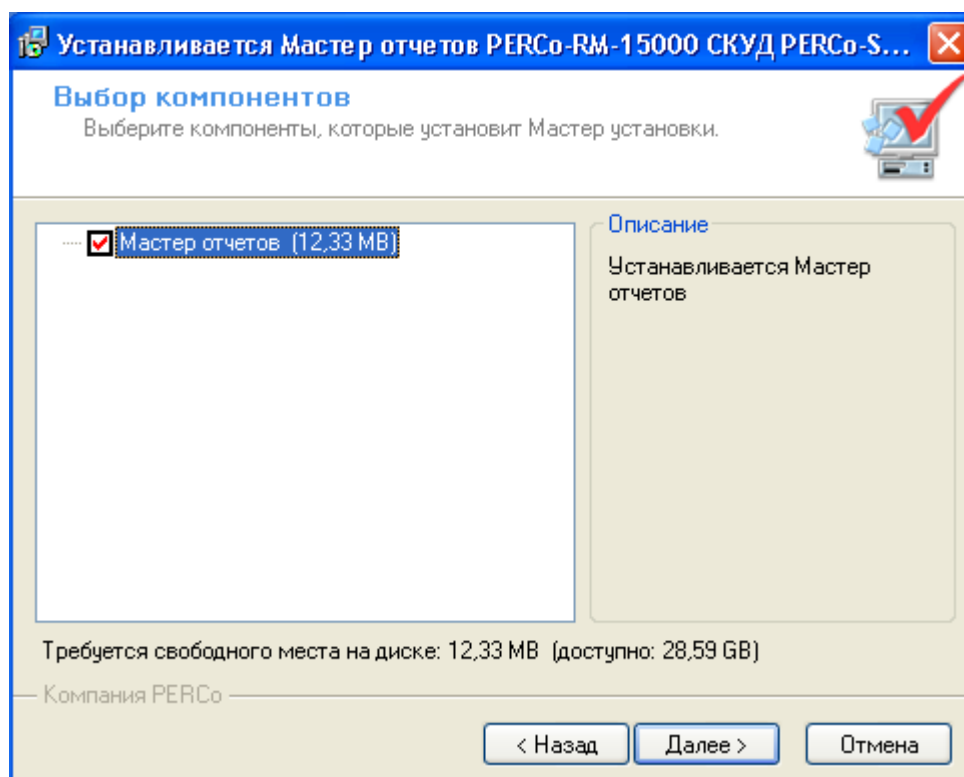 Устанавливается Мастер отчетов PERCo-RM-15000 СКУД PERCo-S...
Выбор компонентов
Выберите компоненты, которые установит Мастер установки.
Мастер отчетов (12,33 MB)
Описание
Устанавливается Мастер
отчетов
Требуется свободного места на диске: 12,33 MB (доступно: 28,59 GB)
Компания PERCo
< Назад
Далее >
Отмена